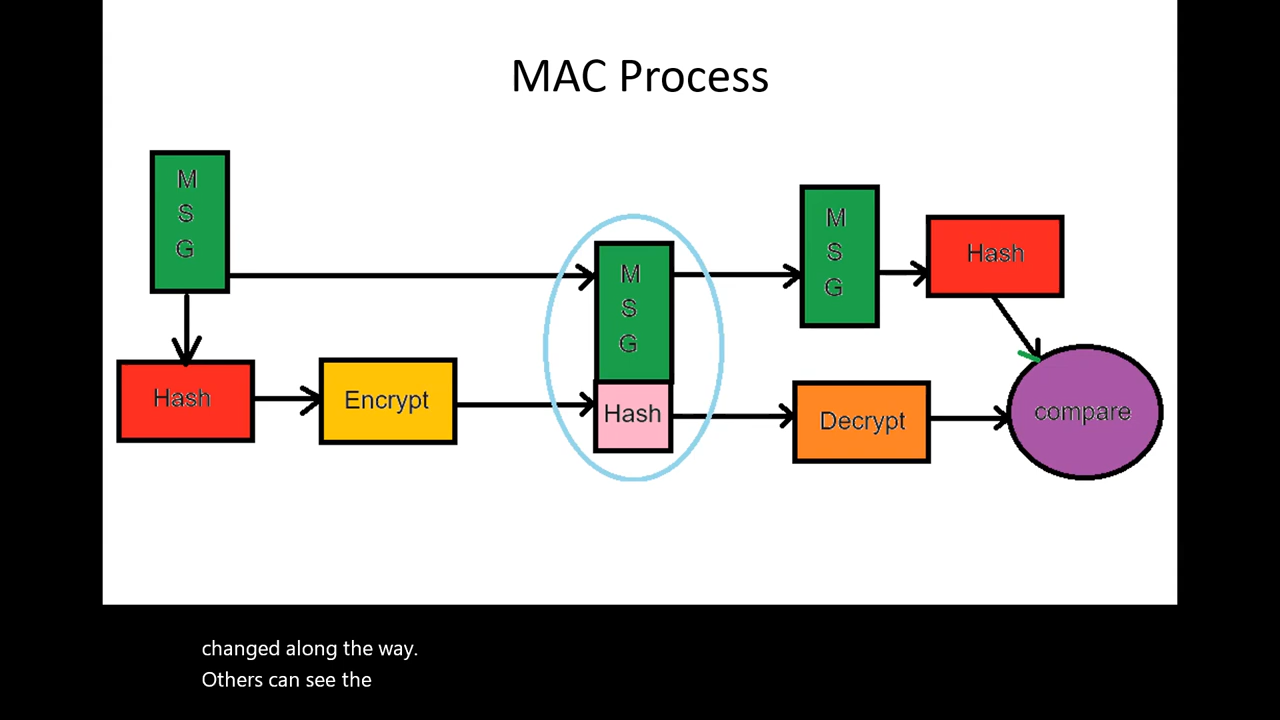 MAC Process
M
S
G
M
S
G
Hash
M
S
G
Hash
Encrypt
Hash
Decrypt
compare
changed along the way.
Others can see the